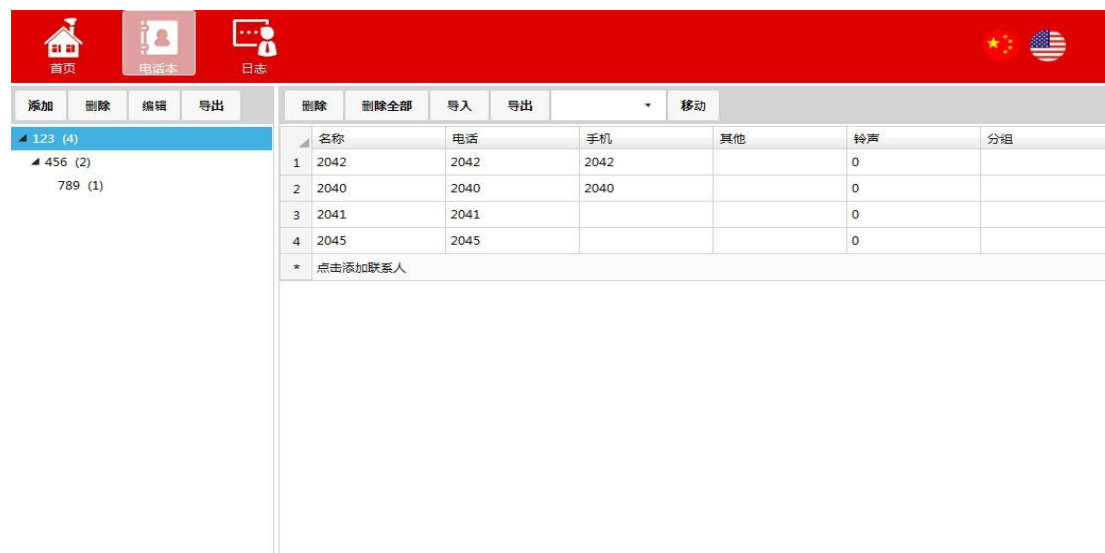 首页 电话本 日志
添加 删除 编辑 导出 删除 删除全部 导入 导出 移动
123 (4)
456 (2)
789 (1)
名称 电话 手机 其他 铃声 分组
1 2042 2042 2042 0
2 2040 2040 2040 0
3 2041 2041 0
4 2045 2045 0
* 点击添加联系人